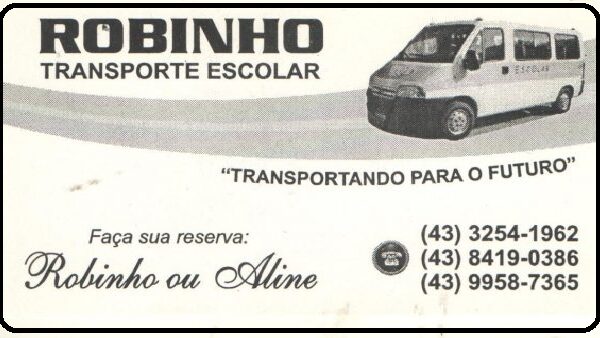 ROBINHO
TRANSPORTE ESCOLAR
ESCOLAR
"TRANSPORTANDO PARA O FUTURO"
Faça sua reserva:
Robinho ou Aline
(43) 3254-1962
(43) 8419-0386
(43) 9958-7365